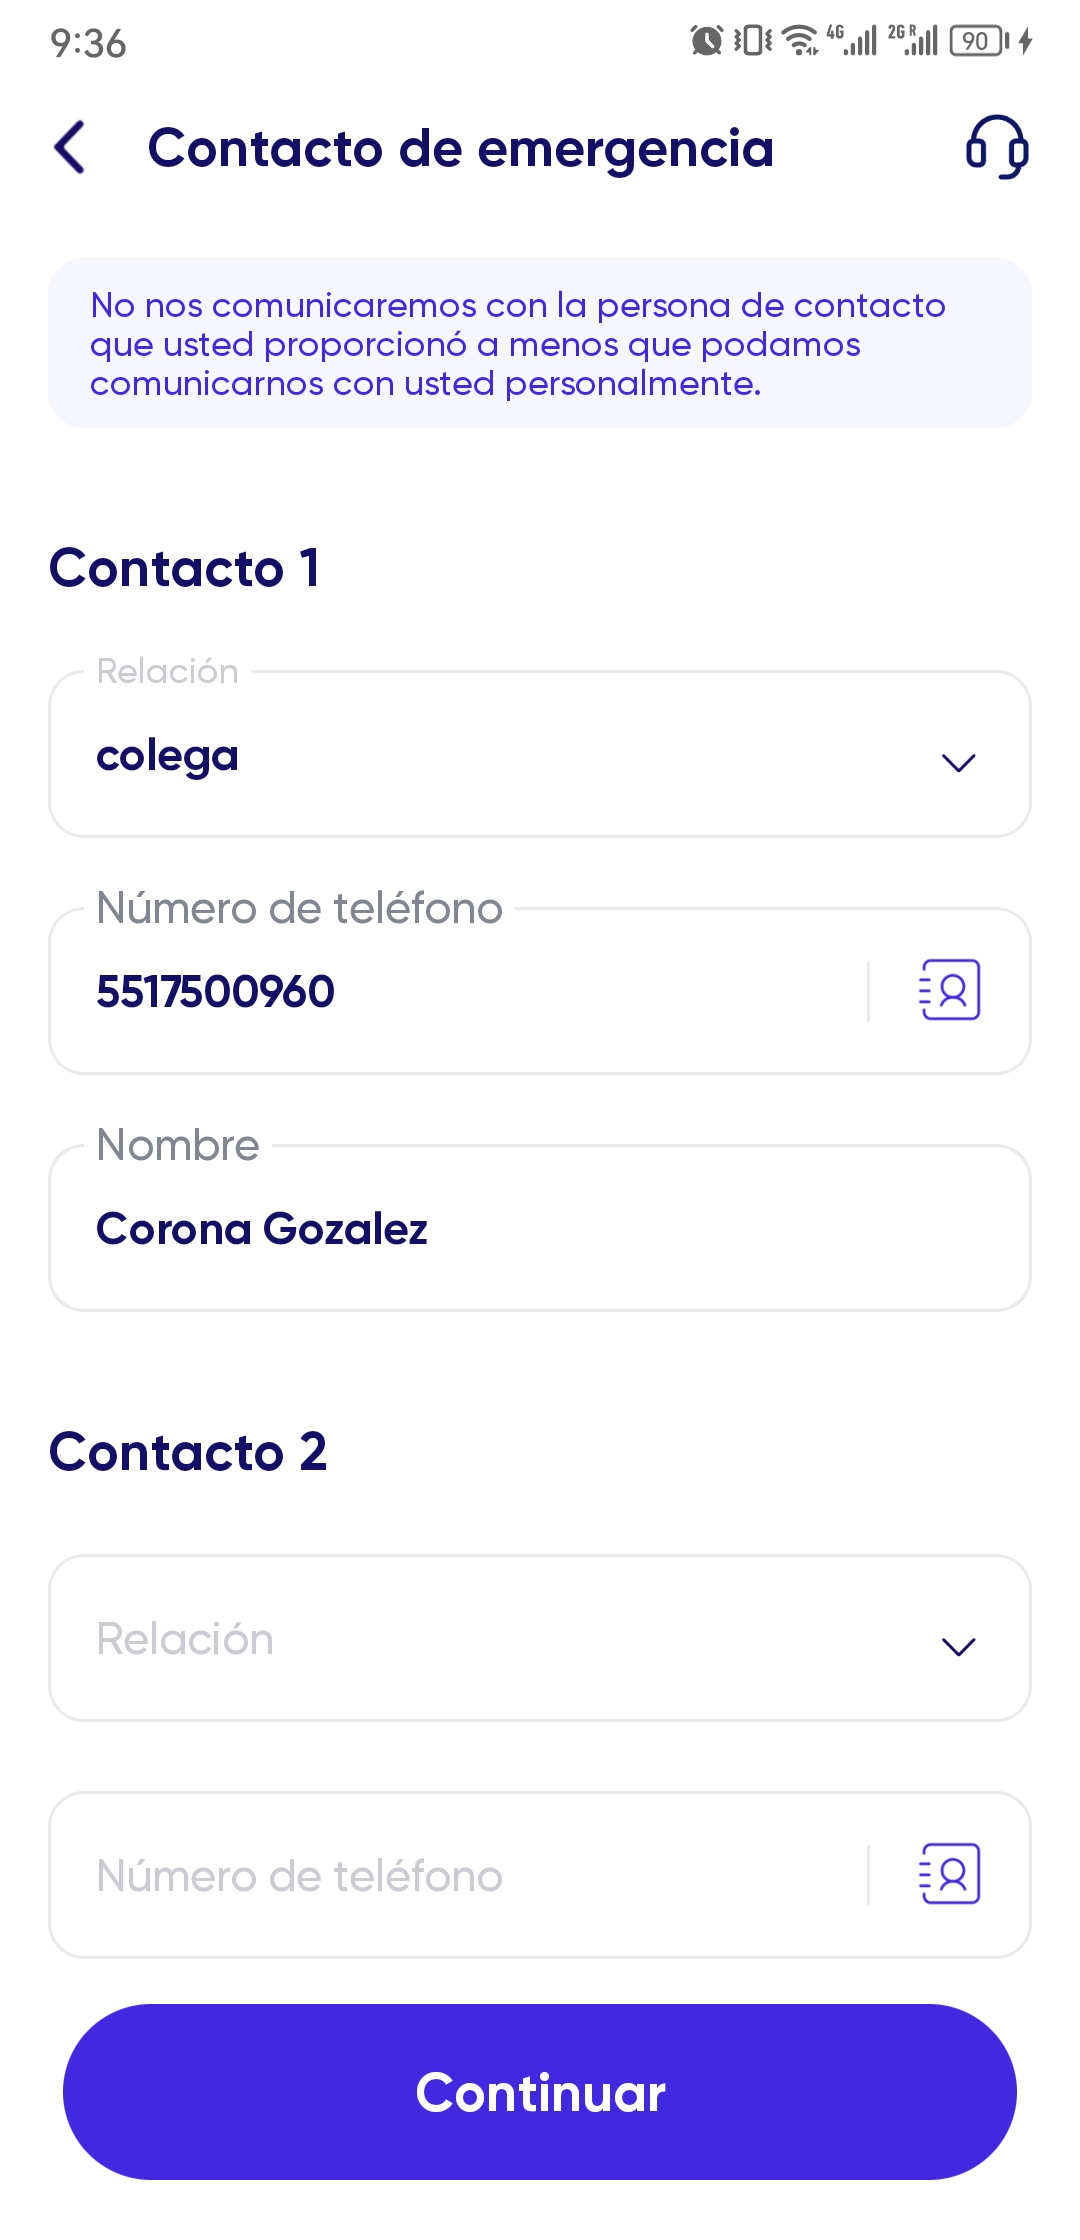 9:36
4G
2G R
90
Contacto de emergencia
No nos comunicaremos con la persona de contacto
que usted proporcionó a menos que podamos
comunicarnos con usted personalmente.
Contacto 1
Relación
colega
Número de teléfono
5517500960
Nombre
Corona Gozalez
Contacto 2
Relación
Número de teléfono
Continuar